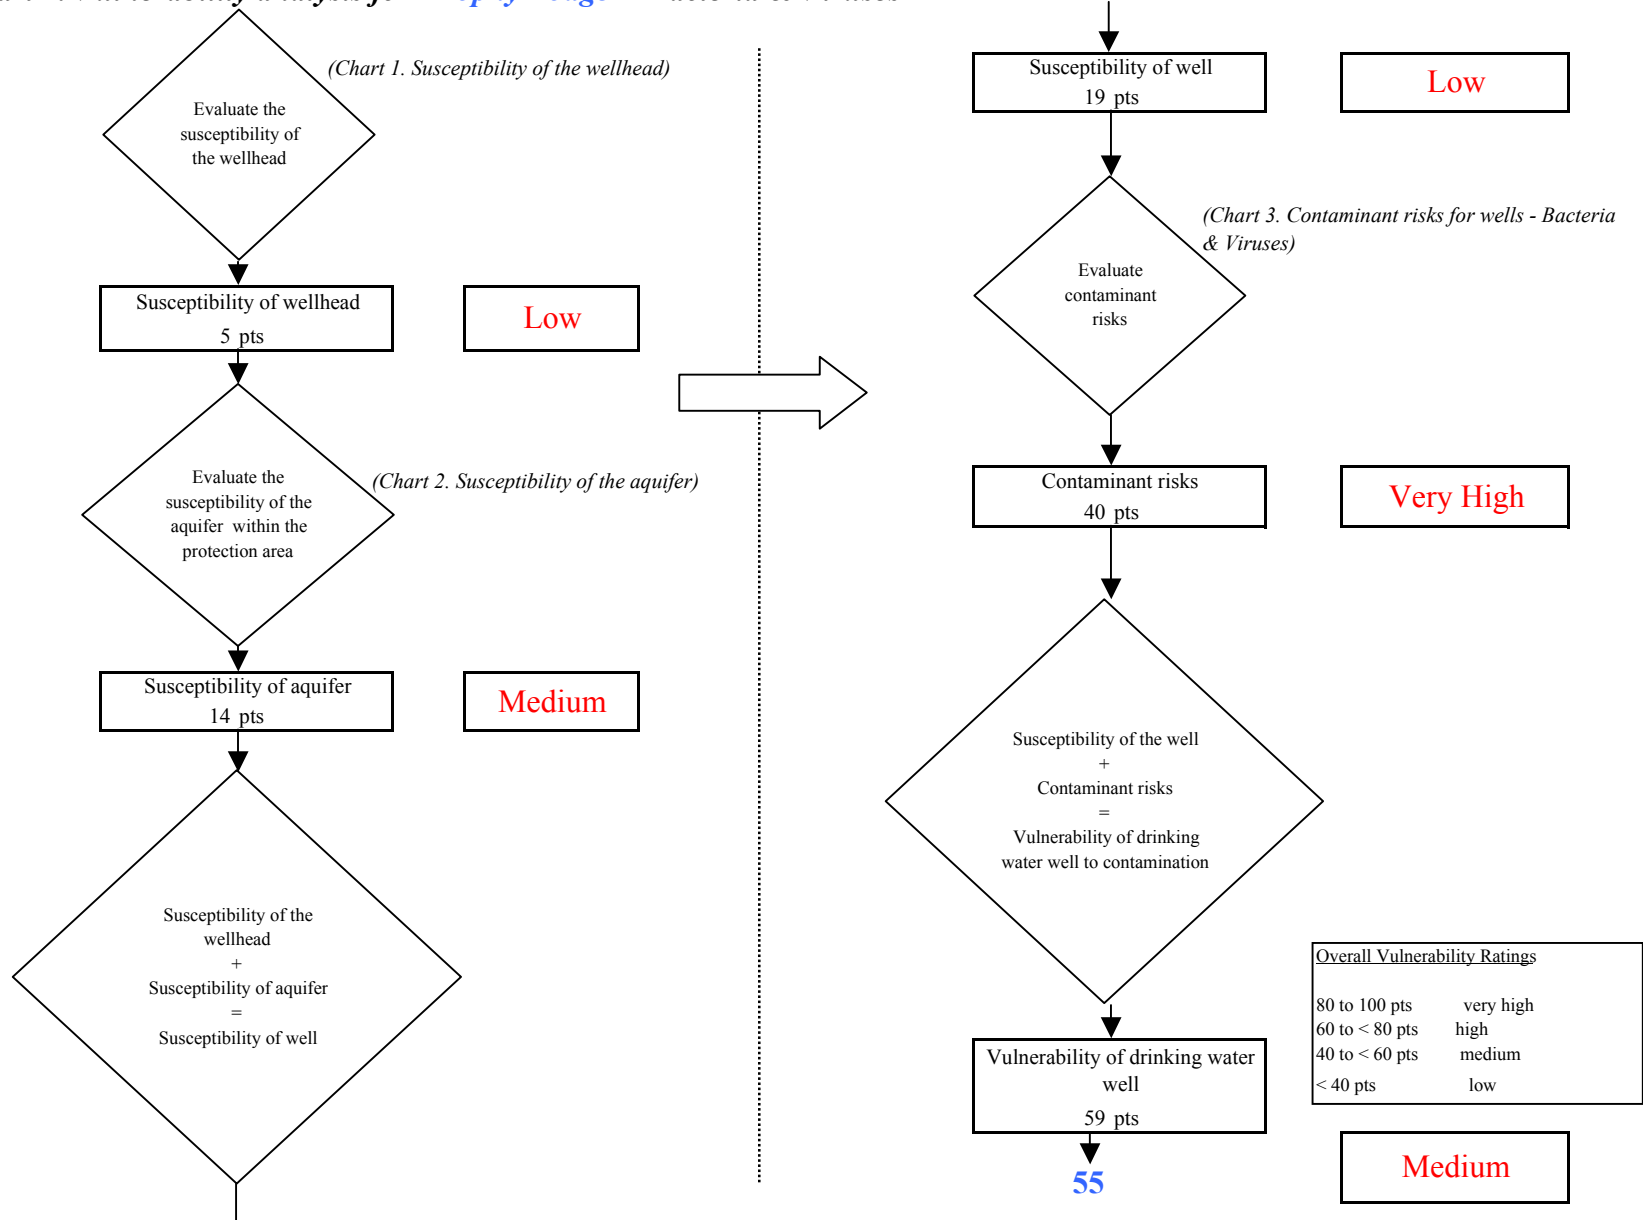 (Chart 1. Susceptibility of the wellhead)
Evaluate the
susceptibility of
the wellhead
Susceptibility of wellhead
5 pts
Low
Evaluate the
susceptibility of the
aquifer within the
protection area
(Chart 2. Susceptibility of the aquifer)
Susceptibility of aquifer
14 pts
Medium
Susceptibility of the
wellhead
+
Susceptibility of aquifer
=
Susceptibility of well
Susceptibility of well
19 pts
Low
(Chart 3. Contaminant risks for wells - Bacteria
& Viruses)
Evaluate
contaminant
risks
Contaminant risks
40 pts
Very High
Susceptibility of the well
+
Contaminant risks
=
Vulnerability of drinking
water well to contamination
Overall Vulnerability Ratings
80 to 100 pts very high
60 to < 80 pts high
40 to < 60 pts medium
< 40 pts low
Vulnerability of drinking water
well
59 pts
55
Medium